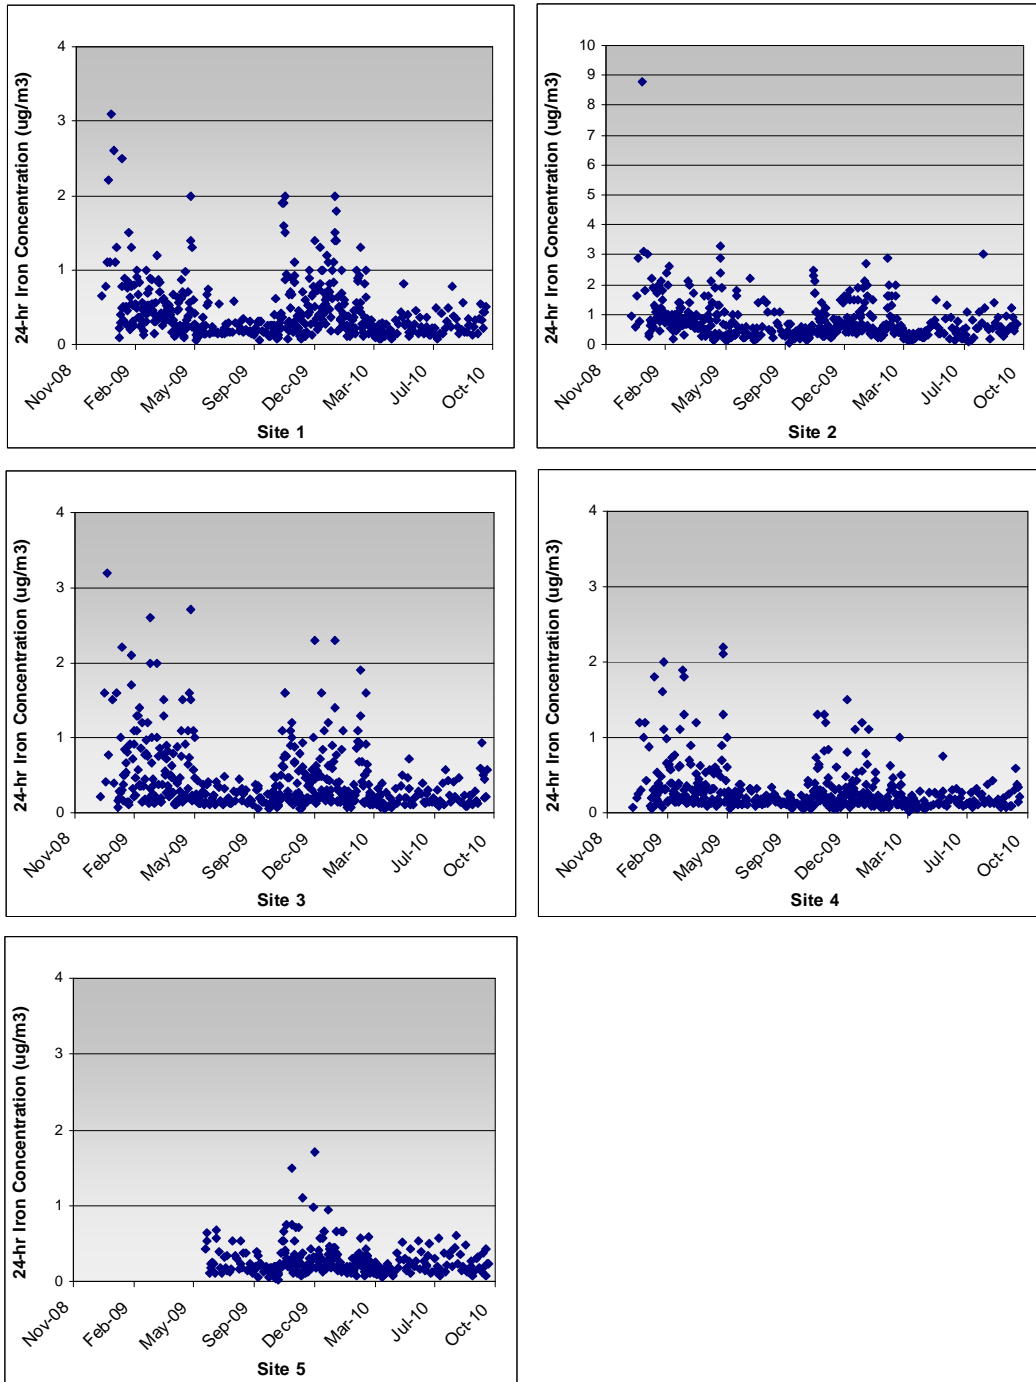 24-hr Iron Concentration (ug/m3)
4
3
2
1
0
Nov-08
Feb-09
May-09
Sep-09
Dec-09
Mar-10
Jul-10
Oct-10
Site 1
24-hr Iron Concentration (ug/m3)
10
9
8
7
6
5
4
3
2
1
0
Nov-08
Feb-09
May-09
Sep-09
Dec-09
Mar-10
Jul-10
Oct-10
Site 2
24-hr Iron Concentration (ug/m3)
4
3
2
1
0
Nov-08
Feb-09
May-09
Sep-09
Dec-09
Mar-10
Jul-10
Oct-10
Site 3
24-hr Iron Concentration (ug/m3)
4
3
2
1
0
Nov-08
Feb-09
May-09
Sep-09
Dec-09
Mar-10
Jul-10
Oct-10
Site 4
24-hr Iron Concentration (ug/m3)
4
3
2
1
0
Nov-08
Feb-09
May-09
Sep-09
Dec-09
Mar-10
Jul-10
Oct-10
Site 5